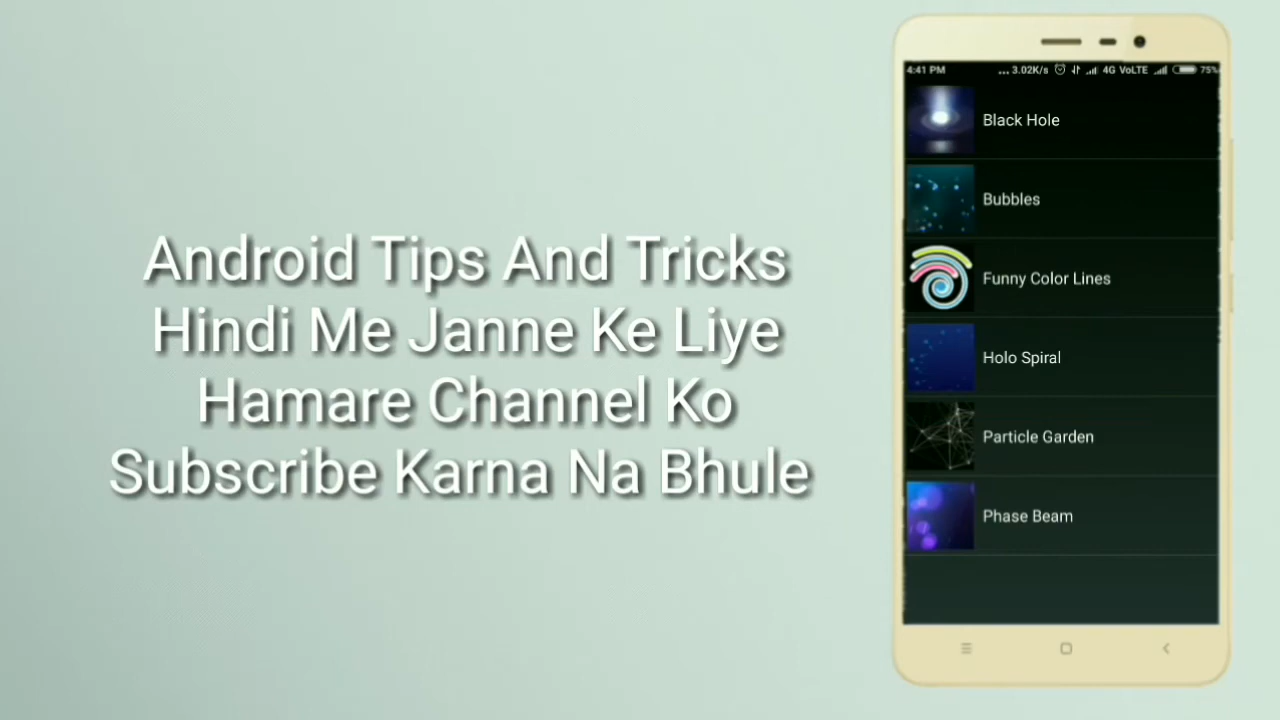 Android Tips And Tricks
Hindi Me Janne Ke Liye
Hamare Channel Ko
Subscribe Karna Na Bhule
4:41 PM ... 3.02K/s 4G VoLTE 75%
Black Hole
Bubbles
Funny Color Lines
Holo Spiral
Particle Garden
Phase Beam